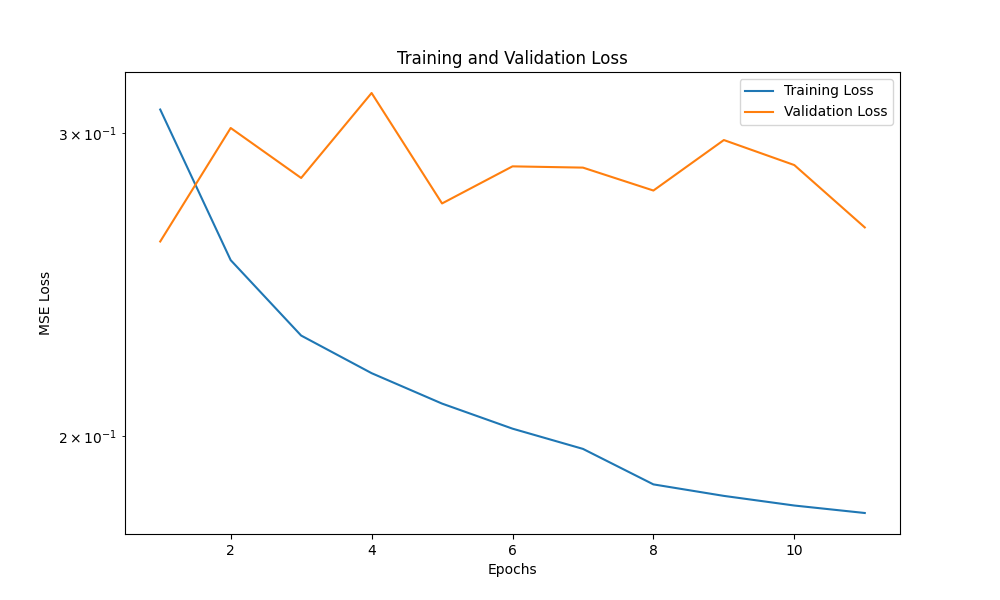 Training and Validation Loss
Training Loss
Validation Loss
3 × 10⁻¹
2 × 10⁻¹
MSE Loss
2 4 6 8 10
Epochs